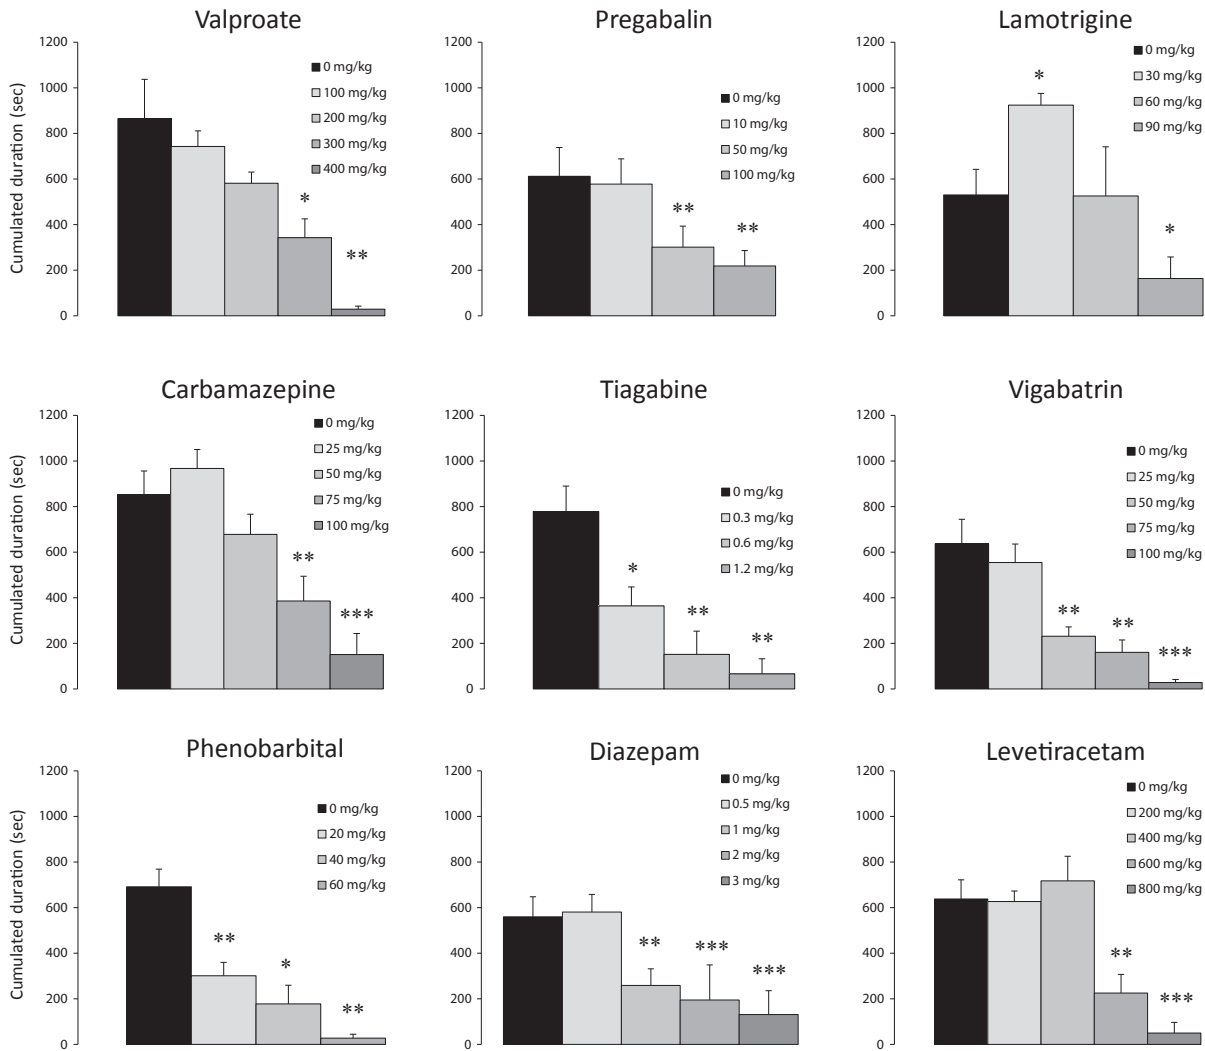 Valproate
Pregabalin
Lamotrigine
Cumulated duration (sec)
1200
1000
800
600
400
200
0
0 mg/kg
100 mg/kg
200 mg/kg
300 mg/kg
400 mg/kg
*
**
1200
1000
800
600
400
200
0
0 mg/kg
10 mg/kg
50 mg/kg
100 mg/kg
**
**
1200
1000
800
600
400
200
0
0 mg/kg
30 mg/kg
60 mg/kg
90 mg/kg
*
*
Carbamazepine
Tiagabine
Vigabatrin
Cumulated duration (sec)
1200
1000
800
600
400
200
0
0 mg/kg
25 mg/kg
50 mg/kg
75 mg/kg
100 mg/kg
**
***
1200
1000
800
600
400
200
0
0 mg/kg
0.3 mg/kg
0.6 mg/kg
1.2 mg/kg
*
**
**
1200
1000
800
600
400
200
0
0 mg/kg
25 mg/kg
50 mg/kg
75 mg/kg
100 mg/kg
**
**
***
Phenobarbital
Diazepam
Levetiracetam
Cumulated duration (sec)
1200
1000
800
600
400
200
0
0 mg/kg
20 mg/kg
40 mg/kg
60 mg/kg
**
*
**
1200
1000
800
600
400
200
0
0 mg/kg
0.5 mg/kg
1 mg/kg
2 mg/kg
3 mg/kg
**
***
***
1200
1000
800
600
400
200
0
0 mg/kg
200 mg/kg
400 mg/kg
600 mg/kg
800 mg/kg
**
***